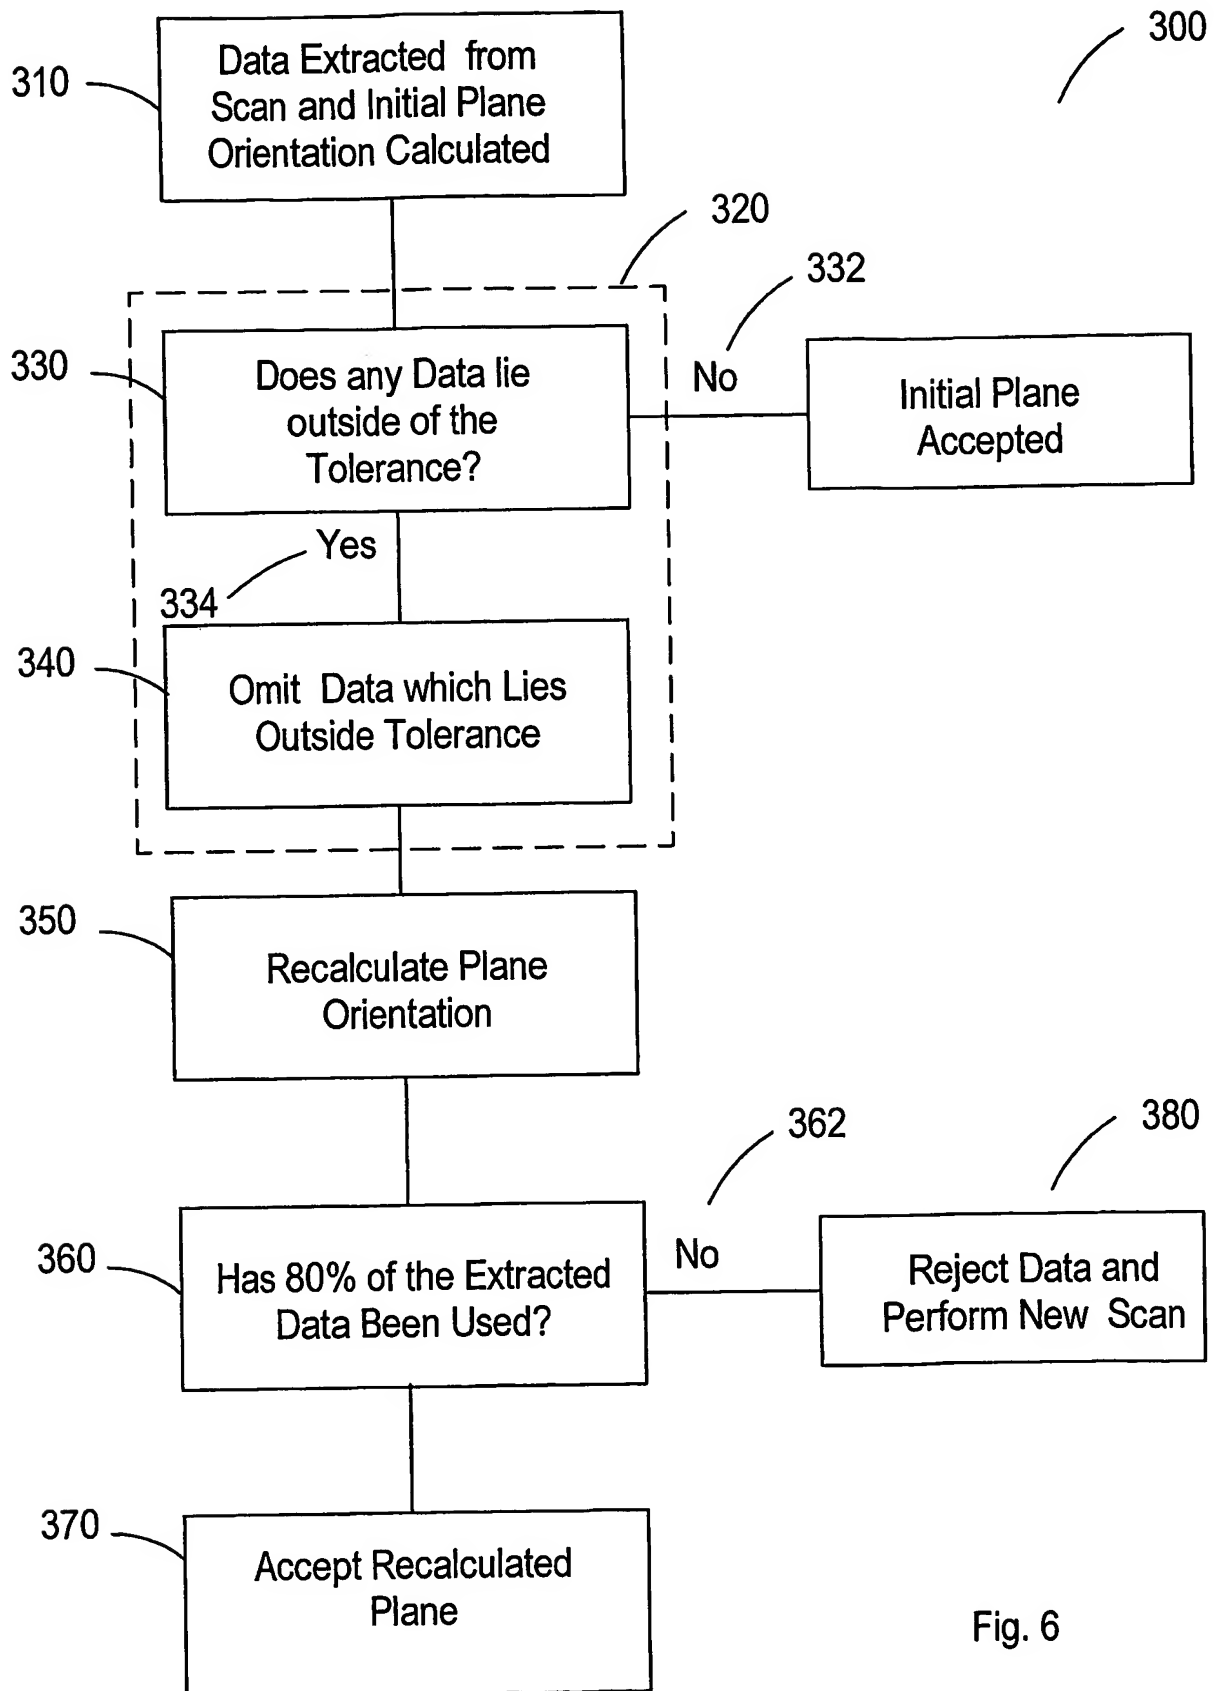 300
310
Data Extracted from
Scan and Initial Plane
Orientation Calculated
320
332
330
Does any Data lie
outside of the
Tolerance?
No
Initial Plane
Accepted
Yes
334
340
Omit Data which Lies
Outside Tolerance
350
Recalculate Plane
Orientation
362
380
360
Has 80% of the Extracted
Data Been Used?
No
Reject Data and
Perform New Scan
370
Accept Recalculated
Plane
Fig. 6